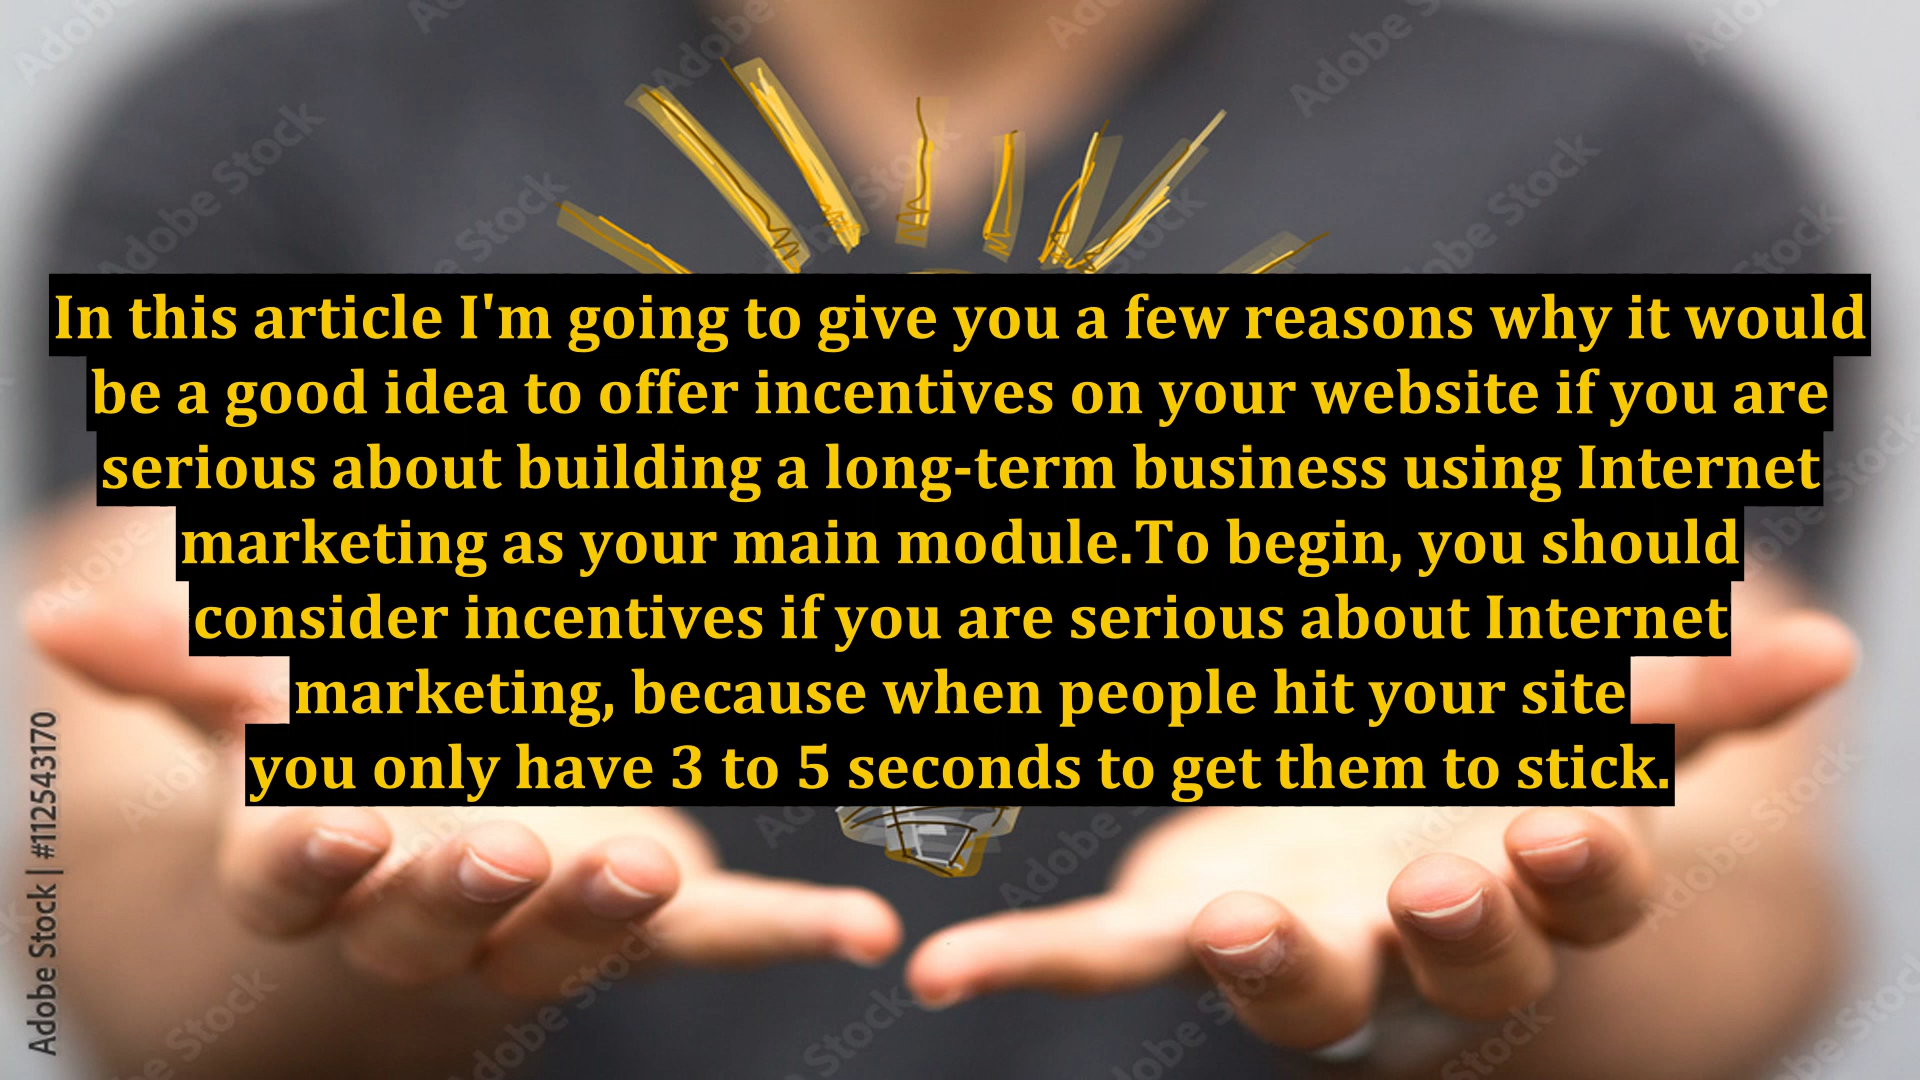 In this article I'm going to give you a few reasons why it would
be a good idea to offer incentives on your website if you are
serious about building a long-term business using Internet
marketing as your main module.To begin, you should
consider incentives if you are serious about Internet
marketing, because when people hit your site
you only have 3 to 5 seconds to get them to stick.
Adobe Stock | #112543170
Adobe Stock